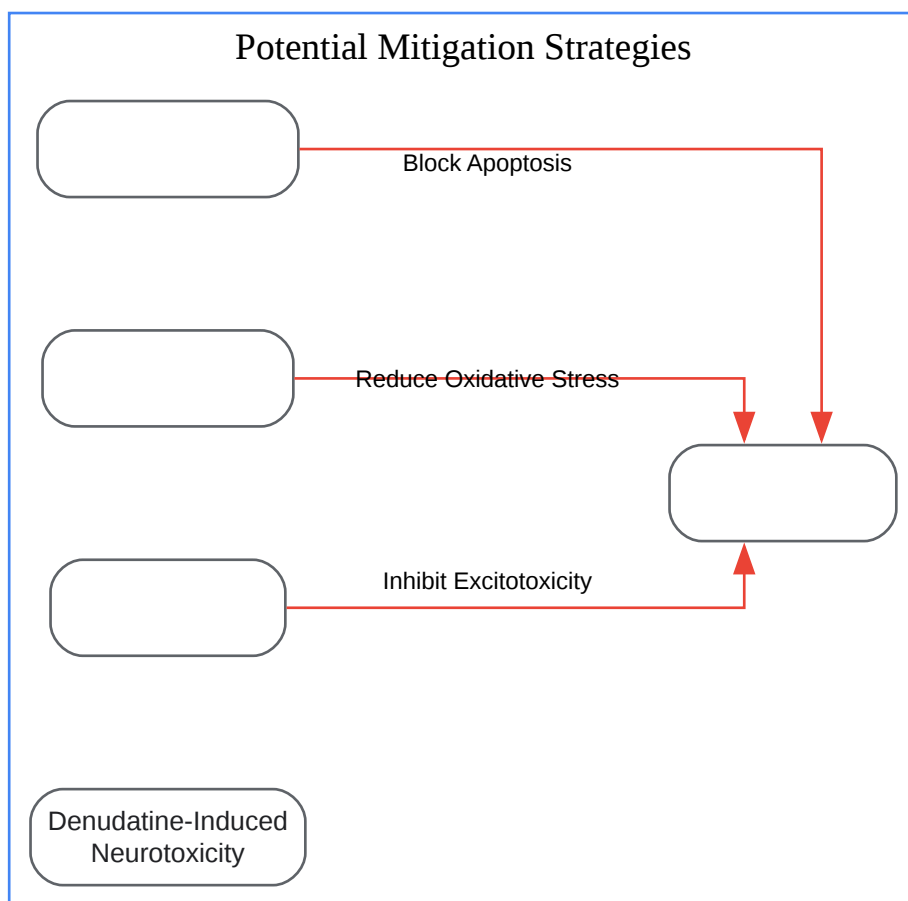 Potential Mitigation Strategies
Block Apoptosis
Reduce Oxidative Stress
Inhibit Excitotoxicity
Denudatine-Induced
Neurotoxicity